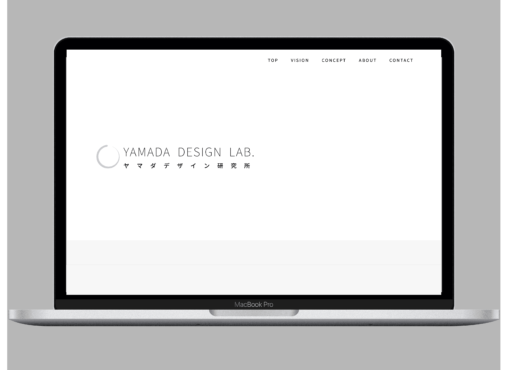 TOP VISION CONCEPT ABOUT CONTACT
YAMADA DESIGN LAB.
ヤマダデザイン研究所
MacBook Pro